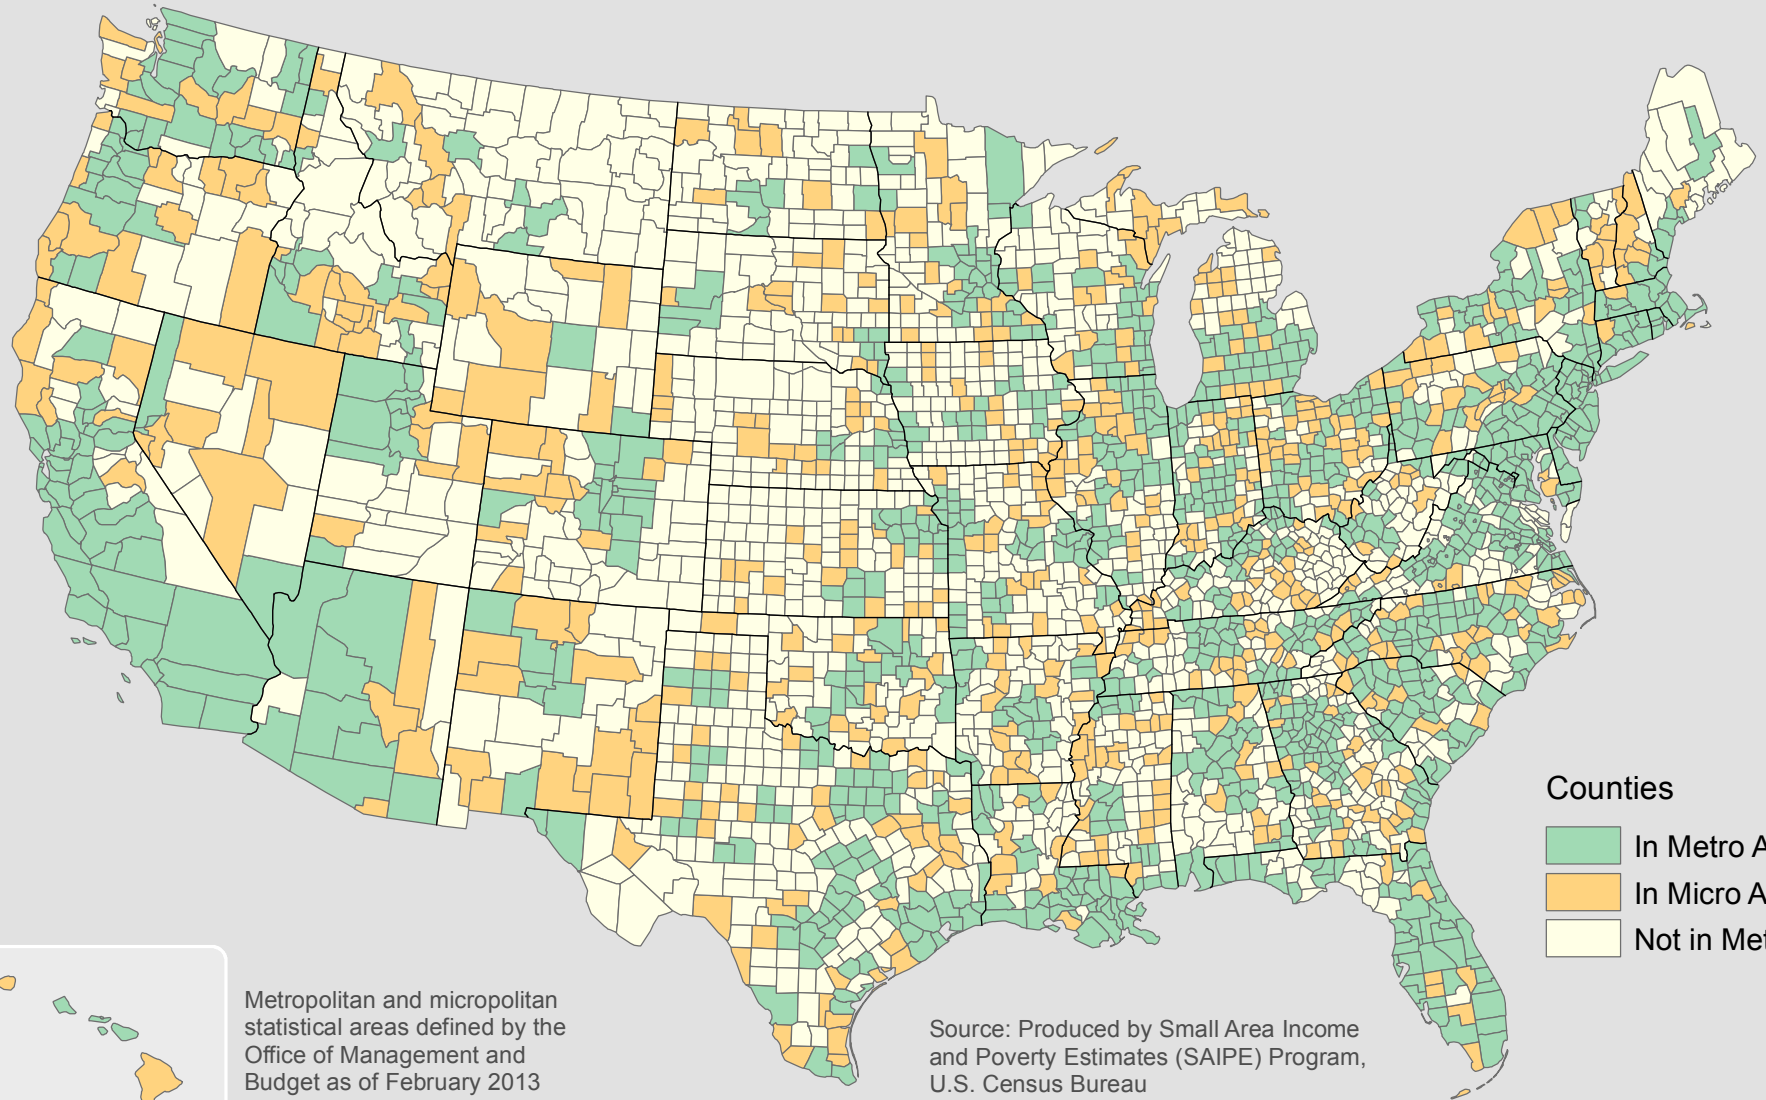 Counties
In Metro A
In Micro A
Not in Met
Metropolitan and micropolitan
statistical areas defined by the
Office of Management and
Budget as of February 2013
Source: Produced by Small Area Income
and Poverty Estimates (SAIPE) Program,
U.S. Census Bureau